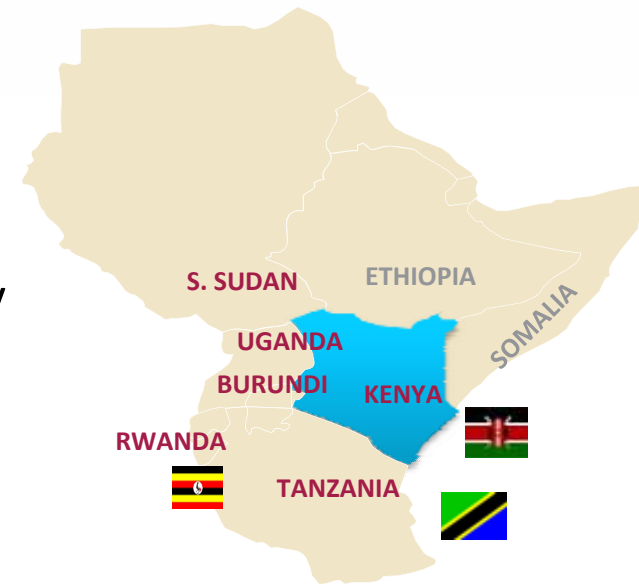 S. SUDAN
ETHIOPIA
SOMALIA
y
UGANDA
BURUNDI
KENYA
RWANDA
TANZANIA